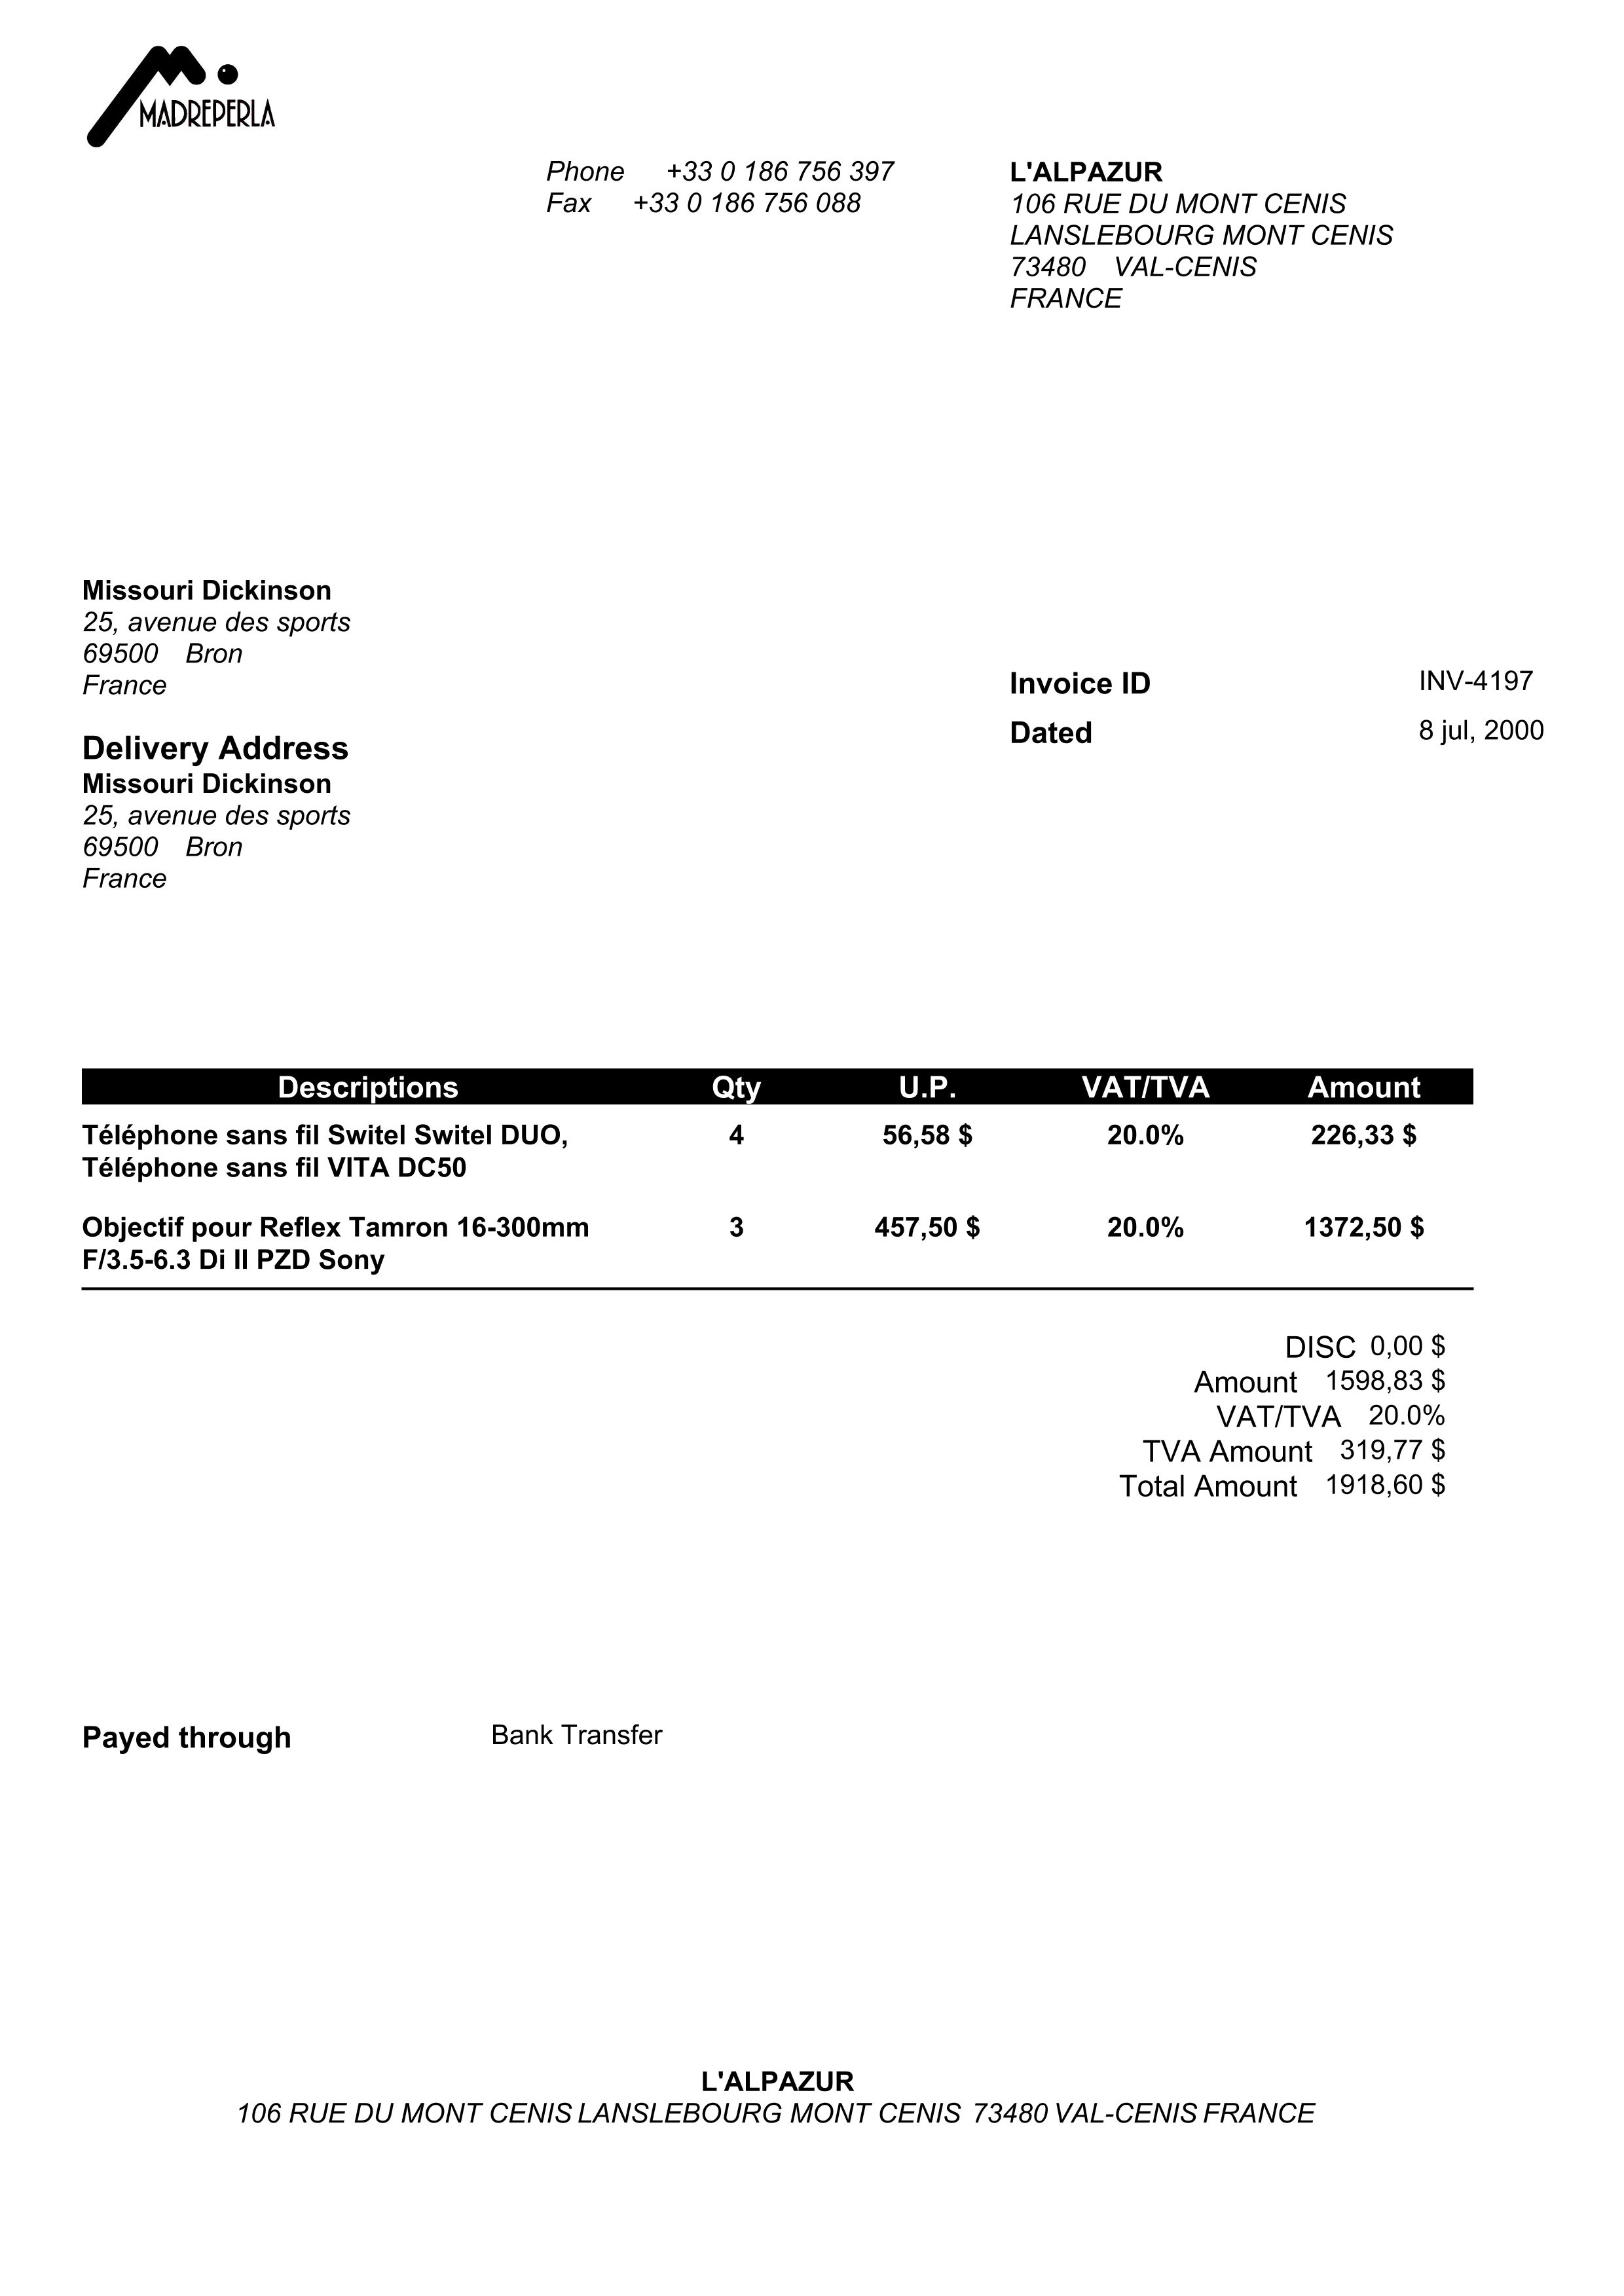 MADREPERLA
Phone +33 0 186 756 397
Fax +33 0 186 756 088
L'ALPAZUR
106 RUE DU MONT CENIS
LANSLEBOURG MONT CENIS
73480 VAL-CENIS
FRANCE
Missouri Dickinson
25, avenue des sports
69500 Bron
France
Invoice ID INV-4197
Dated 8 jul, 2000
Delivery Address
Missouri Dickinson
25, avenue des sports
69500 Bron
France
Descriptions Qty U.P. VAT/TVA Amount
Téléphone sans fil Switel Switel DUO, 4 56,58 $ 20.0% 226,33 $
Téléphone sans fil VITA DC50
Objectif pour Reflex Tamron 16-300mm 3 457,50 $ 20.0% 1372,50 $
F/3.5-6.3 Di II PZD Sony
DISC 0,00 $
Amount 1598,83 $
VAT/TVA 20.0%
TVA Amount 319,77 $
Total Amount 1918,60 $
Payed through Bank Transfer
L'ALPAZUR
106 RUE DU MONT CENIS LANSLEBOURG MONT CENIS 73480 VAL-CENIS FRANCE